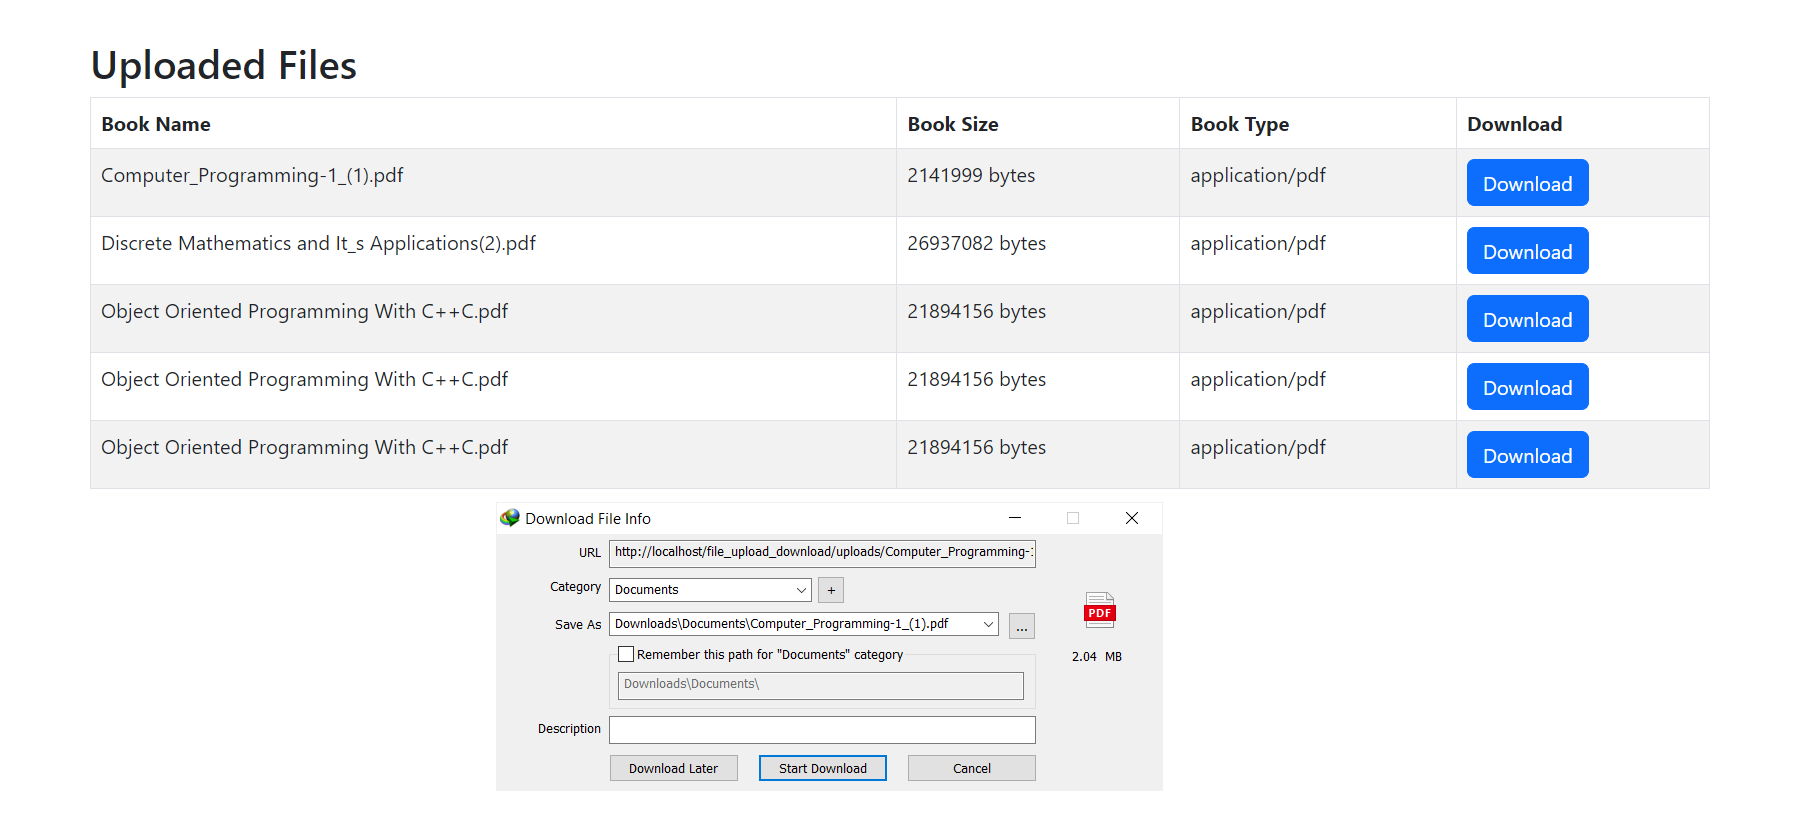 Uploaded Files
Book Name Book Size Book Type Download
Computer_Programming-1_(1).pdf 2141999 bytes application/pdf Download
Discrete Mathematics and It_s Applications(2).pdf 26937082 bytes application/pdf Download
Object Oriented Programming With C++C.pdf 21894156 bytes application/pdf Download
Object Oriented Programming With C++C.pdf 21894156 bytes application/pdf Download
Object Oriented Programming With C++C.pdf 21894156 bytes application/pdf Download
Download File Info
URL http://localhost/file_upload_download/uploads/Computer_Programming-1
Category Documents +
PDF
Save As Downloads\Documents\Computer_Programming-1_(1).pdf ...
Remember this path for "Documents" category
2.04 MB
Downloads\Documents\
Description
Download Later Start Download Cancel